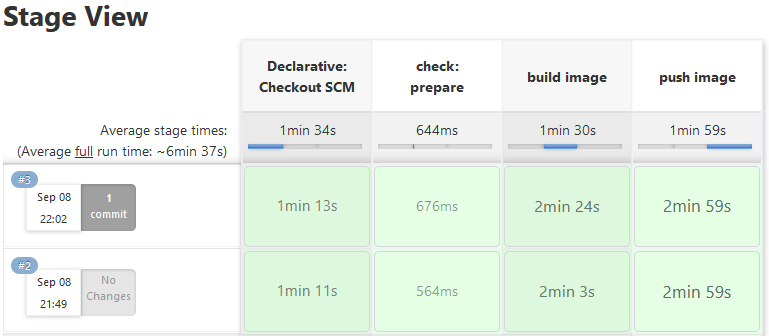 Stage View
Declarative:
Checkout SCM
check:
prepare
build image
push image
Average stage times:
(Average full run time: ~6min 37s)
1min 34s
644ms
1min 30s
1min 59s
#3
Sep 08
22:02
1
commit
1min 13s
676ms
2min 24s
2min 59s
#2
Sep 08
21:49
No
Changes
1min 11s
564ms
2min 3s
2min 59s